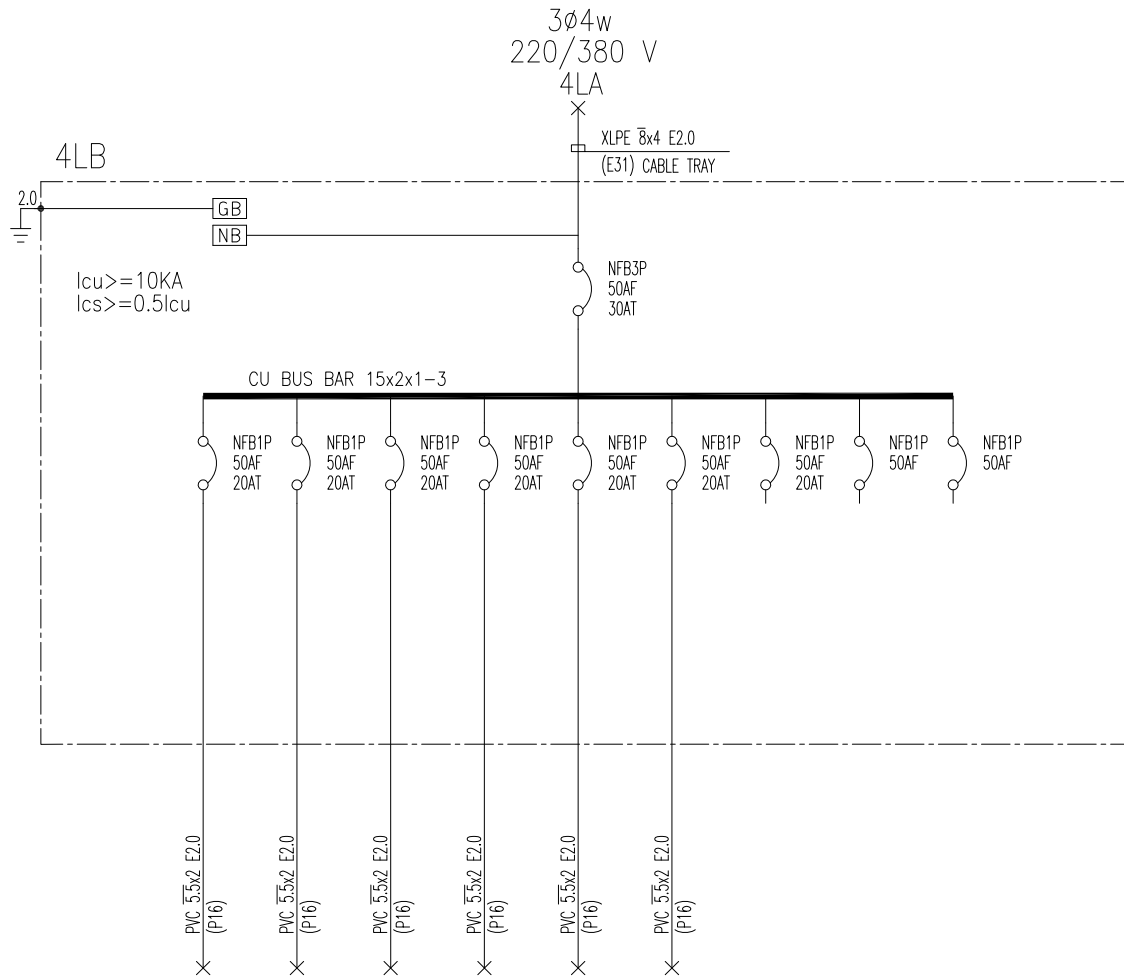 3ø4w
220/380 V
4LA
XLPE 8̅x4 E2.0
(E31) CABLE TRAY
4LB
2.0
GB
NB
Icu>=10KA
Ics>=0.5Icu
NFB3P
50AF
30AT
CU BUS BAR 15x2x1-3
NFB1P
50AF
20AT
NFB1P
50AF
20AT
NFB1P
50AF
20AT
NFB1P
50AF
20AT
NFB1P
50AF
20AT
NFB1P
50AF
20AT
NFB1P
50AF
20AT
NFB1P
50AF
NFB1P
50AF
PVC 5.5x2 E2.0
(P16)
PVC 5.5x2 E2.0
(P16)
PVC 5.5x2 E2.0
(P16)
PVC 5.5x2 E2.0
(P16)
PVC 5.5x2 E2.0
(P16)
PVC 5.5x2 E2.0
(P16)